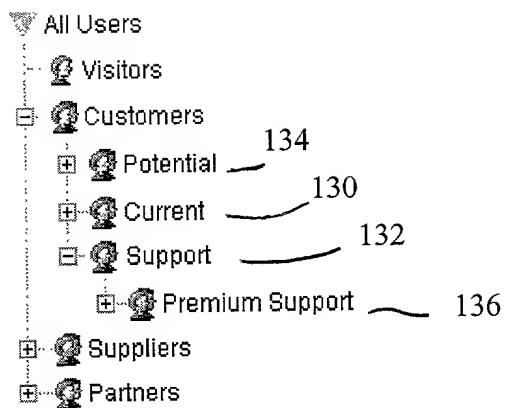 All Users
Visitors
Customers
Potential 134
Current 130
Support 132
Premium Support 136
Suppliers
Partners